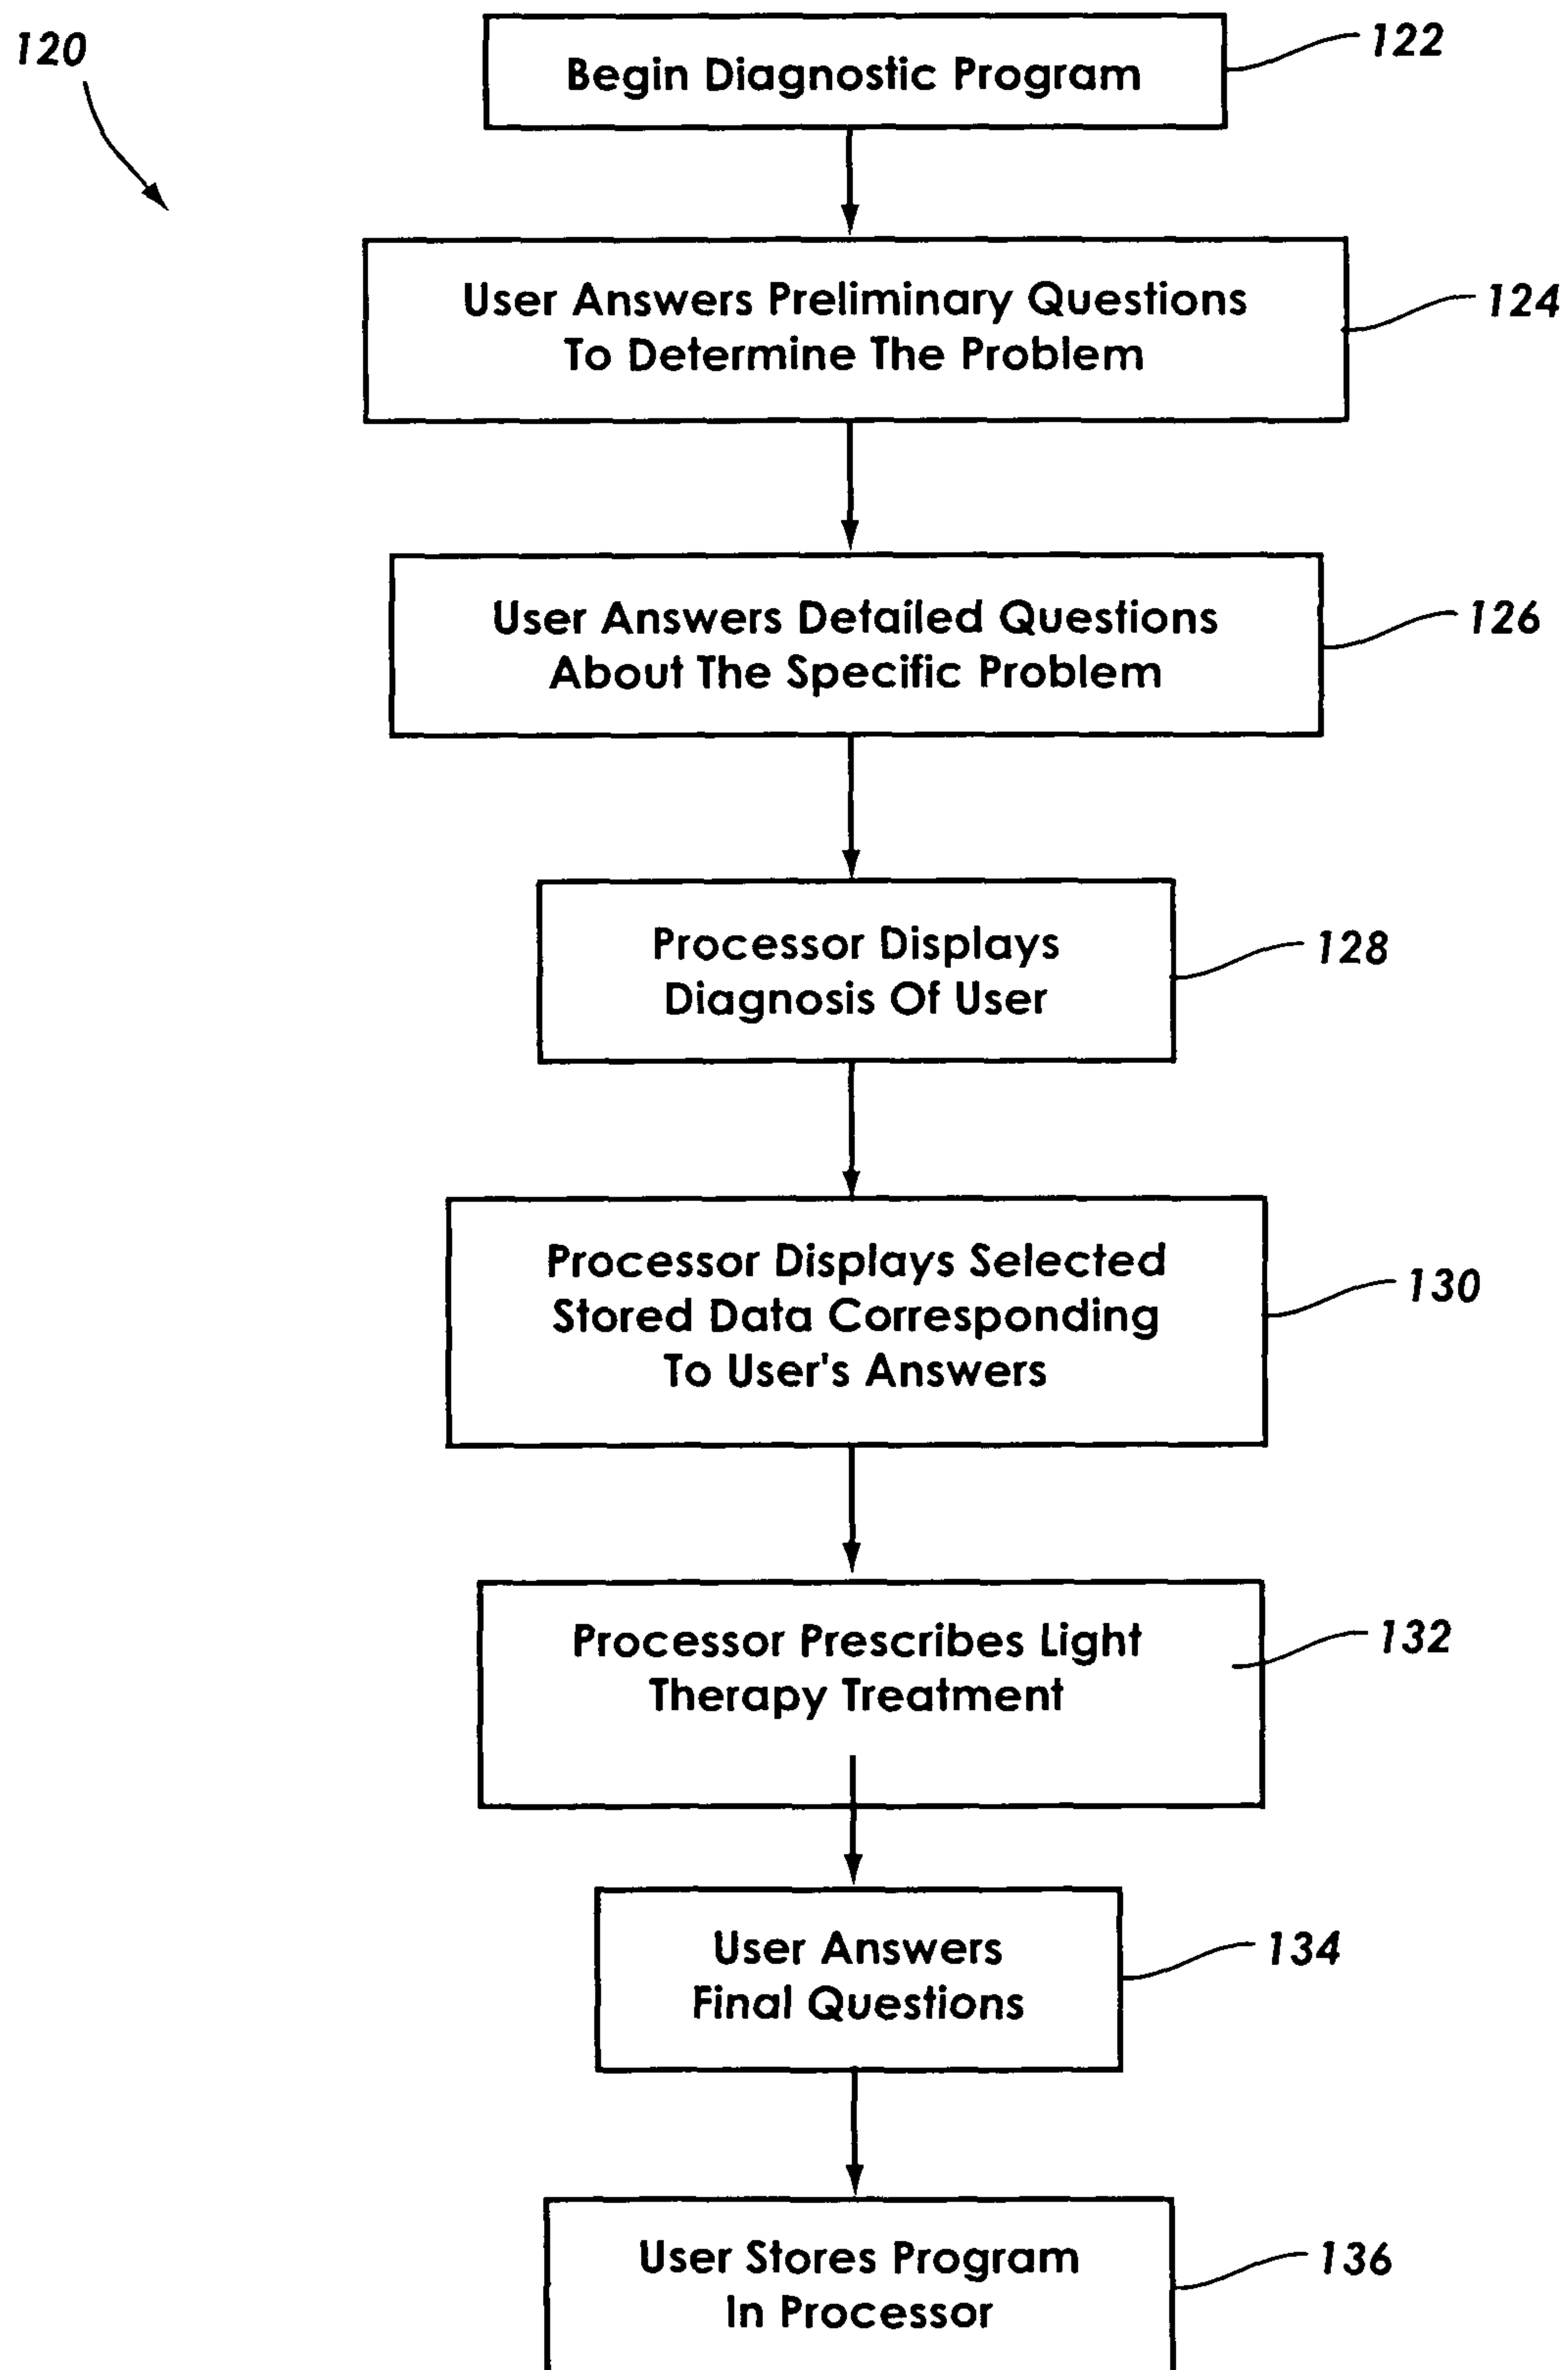 120
Begin Diagnostic Program
122
User Answers Preliminary Questions
To Determine The Problem
124
User Answers Detailed Questions
About The Specific Problem
126
Processor Displays
Diagnosis Of User
128
Processor Displays Selected
Stored Data Corresponding
To User's Answers
130
Processor Prescribes Light
Therapy Treatment
132
User Answers
Final Questions
134
User Stores Program
In Processor
136